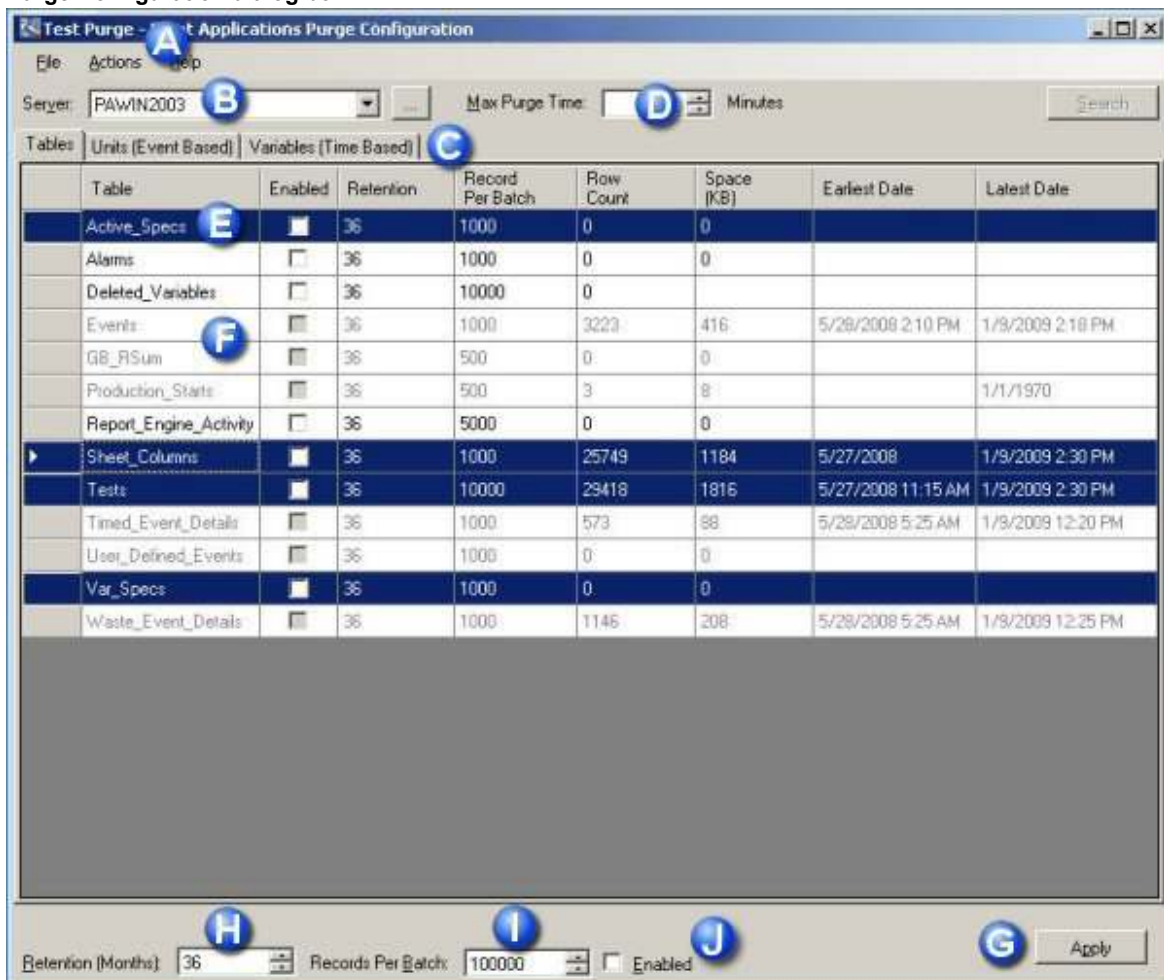 Test Purge - Applications Purge Configuration
A
File Actions
Server: PAWIN2003 B ... Max Purge Time: D Minutes Search
Tables Units (Event Based) Variables (Time Based) C
Table Enabled Retention Record Per Batch Row Count Space (KB) Earliest Date Latest Date
Active_Specs E 36 1000 0 0
Alarms 36 1000 0 0
Deleted_Variables 36 10000 0
Events 36 1000 3223 416 5/28/2008 2:10 PM 1/9/2009 2:18 PM
F
GB_RSum 36 500 0 0
Production_Starts 36 500 3 8 1/1/1970
Report_Engine_Activity 36 5000 0 0
Sheet_Columns 36 1000 25749 1184 5/27/2008 1/9/2009 2:30 PM
Tests 36 10000 29418 1816 5/27/2008 11:15 AM 1/9/2009 2:30 PM
Timed_Event_Details 36 1000 573 88 5/28/2008 5:25 AM 1/9/2009 12:20 PM
User_Defined_Events 36 1000 0 0
Var_Specs 36 1000 0 0
Waste_Event_Details 36 1000 1146 208 5/28/2008 5:25 AM 1/9/2009 12:25 PM
H I J G
Retention (Months): 36 Records Per Batch: 100000 Enabled Apply